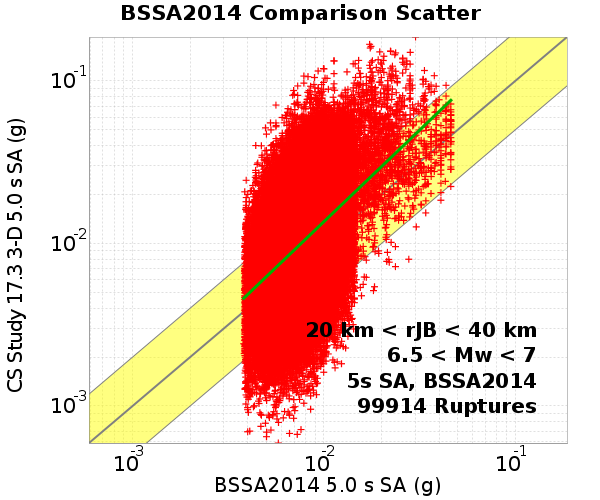 BSSA2014 Comparison Scatter
CS Study 17.3 3-D 5.0 s SA (g)
10-1
10-2
10-3
20 km < rJB < 40 km
6.5 < Mw < 7
5s SA, BSSA2014
99914 Ruptures
10-3 10-2 10-1
BSSA2014 5.0 s SA (g)